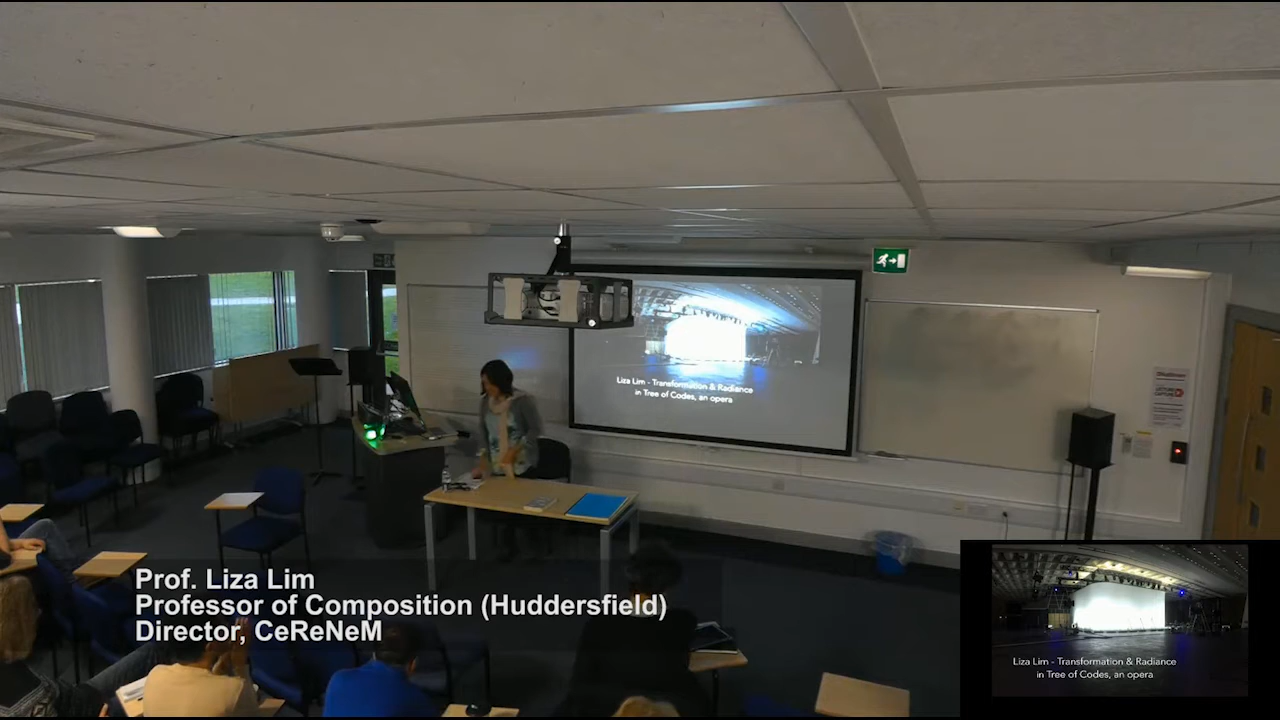 Liza Lim - Transformation & Radiance
in Tree of Codes, an opera
Prof. Liza Lim
Professor of Composition (Huddersfield)
Director, CeReNeM
Liza Lim - Transformation & Radiance
in Tree of Codes, an opera